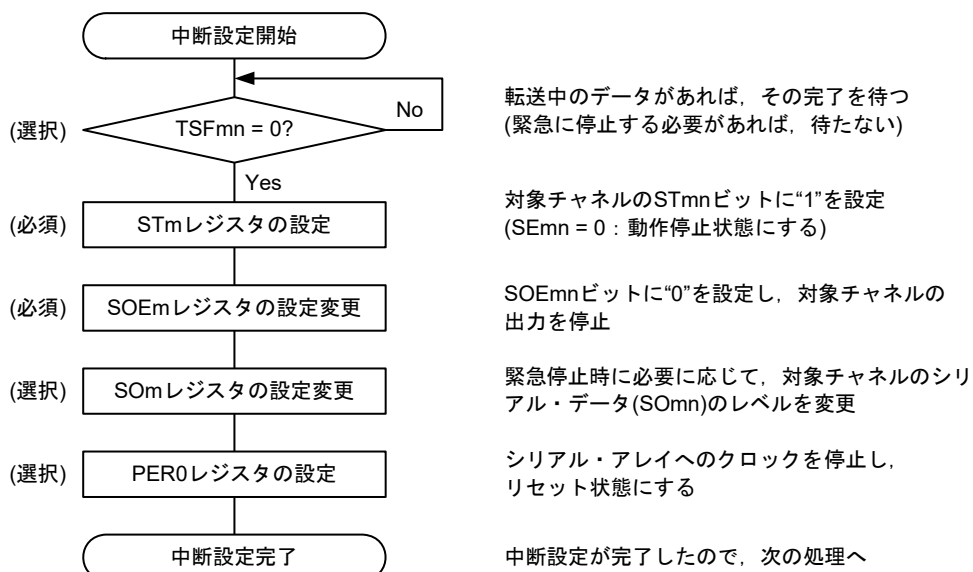 中断設定開始
No
転送中のデータがあれば，その完了を待つ
(選択)
TSFmn = 0?
(緊急に停止する必要があれば，待たない)
Yes
対象チャネルのSTmnビットに“1”を設定
(必須)
STmレジスタの設定
(SEmn = 0：動作停止状態にする)
SOEmnビットに“0”を設定し，対象チャネルの
(必須)
SOEmレジスタの設定変更
出力を停止
緊急停止時に必要に応じて，対象チャネルのシリ
(選択)
SOmレジスタの設定変更
アル・データ(SOmn)のレベルを変更
シリアル・アレイへのクロックを停止し，
(選択)
PER0レジスタの設定
リセット状態にする
中断設定完了
中断設定が完了したので，次の処理へ